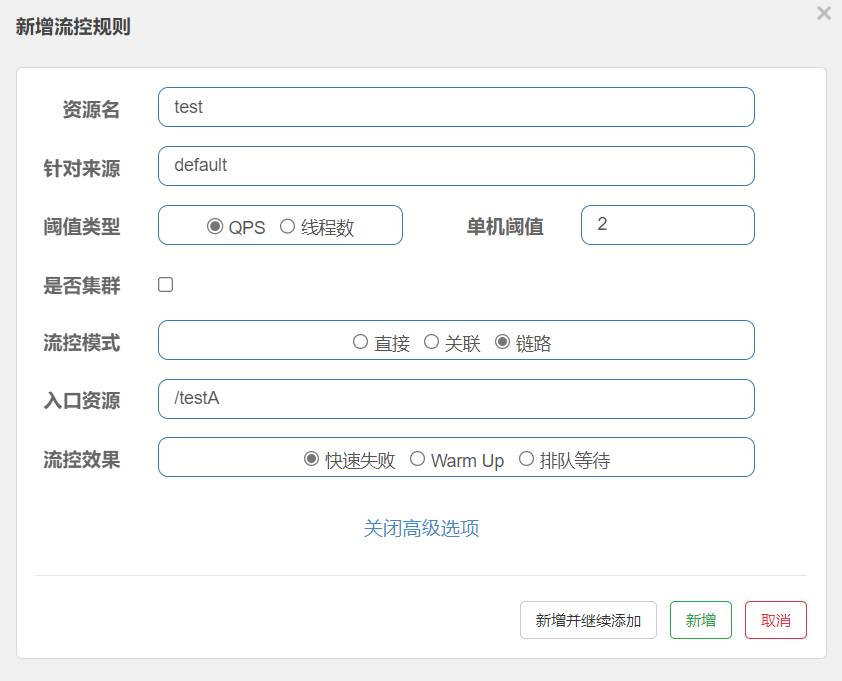 新增流控规则
资源名 test
针对来源 default
阈值类型 QPS 线程数 单机阈值 2
是否集群
流控模式 直接 关联 链路
入口资源 /testA
流控效果 快速失败 Warm Up 排队等待
关闭高级选项
新增并继续添加 新增 取消